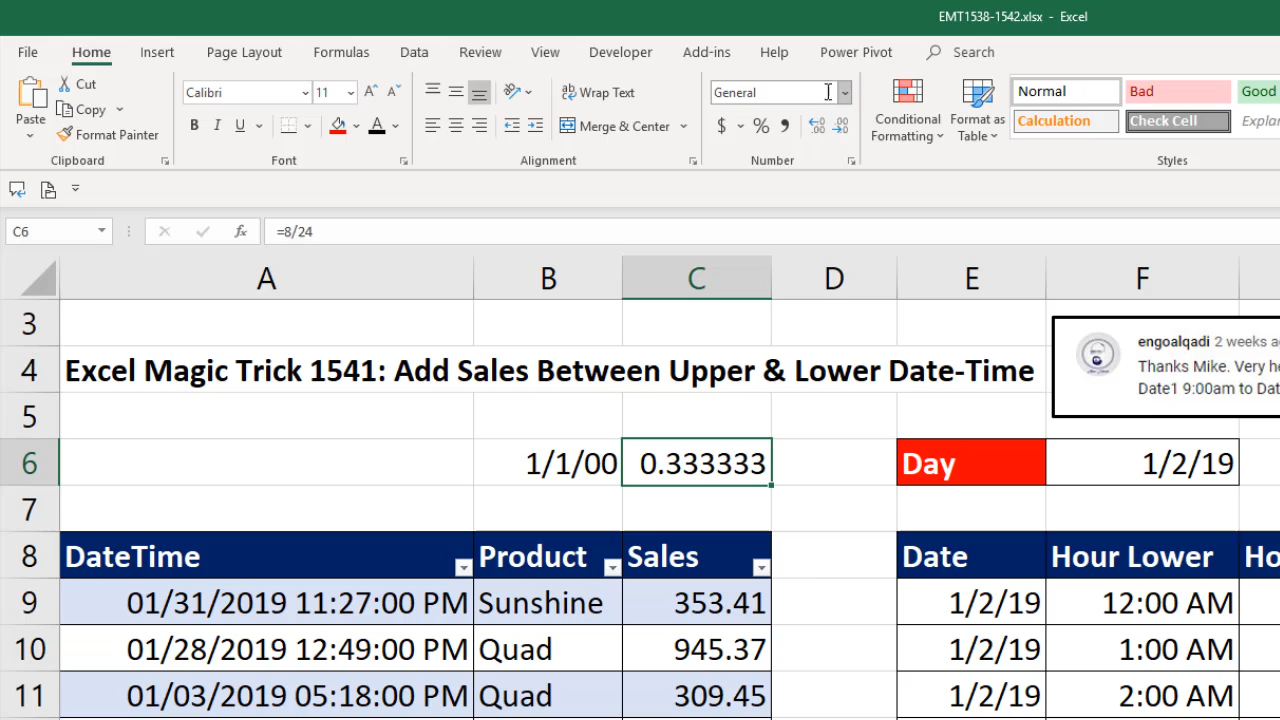 EMT1538-1542.xlsx - Excel
File Home Insert Page Layout Formulas Data Review View Developer Add-ins Help Power Pivot Search
Cut
Copy
Format Painter
Paste
Clipboard
Calibri 11
B I U A
Font
Wrap Text
Merge & Center
Alignment
General
$ % 9 .00 .00
Number
Conditional Formatting
Format as Table
Normal Bad Good
Calculation Check Cell Explan
Styles
C6 fx =8/24
A B C D E F
3
4 Excel Magic Trick 1541: Add Sales Between Upper & Lower Date-Time
engoalqadi 2 weeks a
Thanks Mike. Very he
Date1 9:00am to Dat
5
6 1/1/00 0.333333 Day 1/2/19
7
8 DateTime Product Sales Date Hour Lower Ho
9 01/31/2019 11:27:00 PM Sunshine 353.41 1/2/19 12:00 AM
10 01/28/2019 12:49:00 PM Quad 945.37 1/2/19 1:00 AM
11 01/03/2019 05:18:00 PM Quad 309.45 1/2/19 2:00 AM